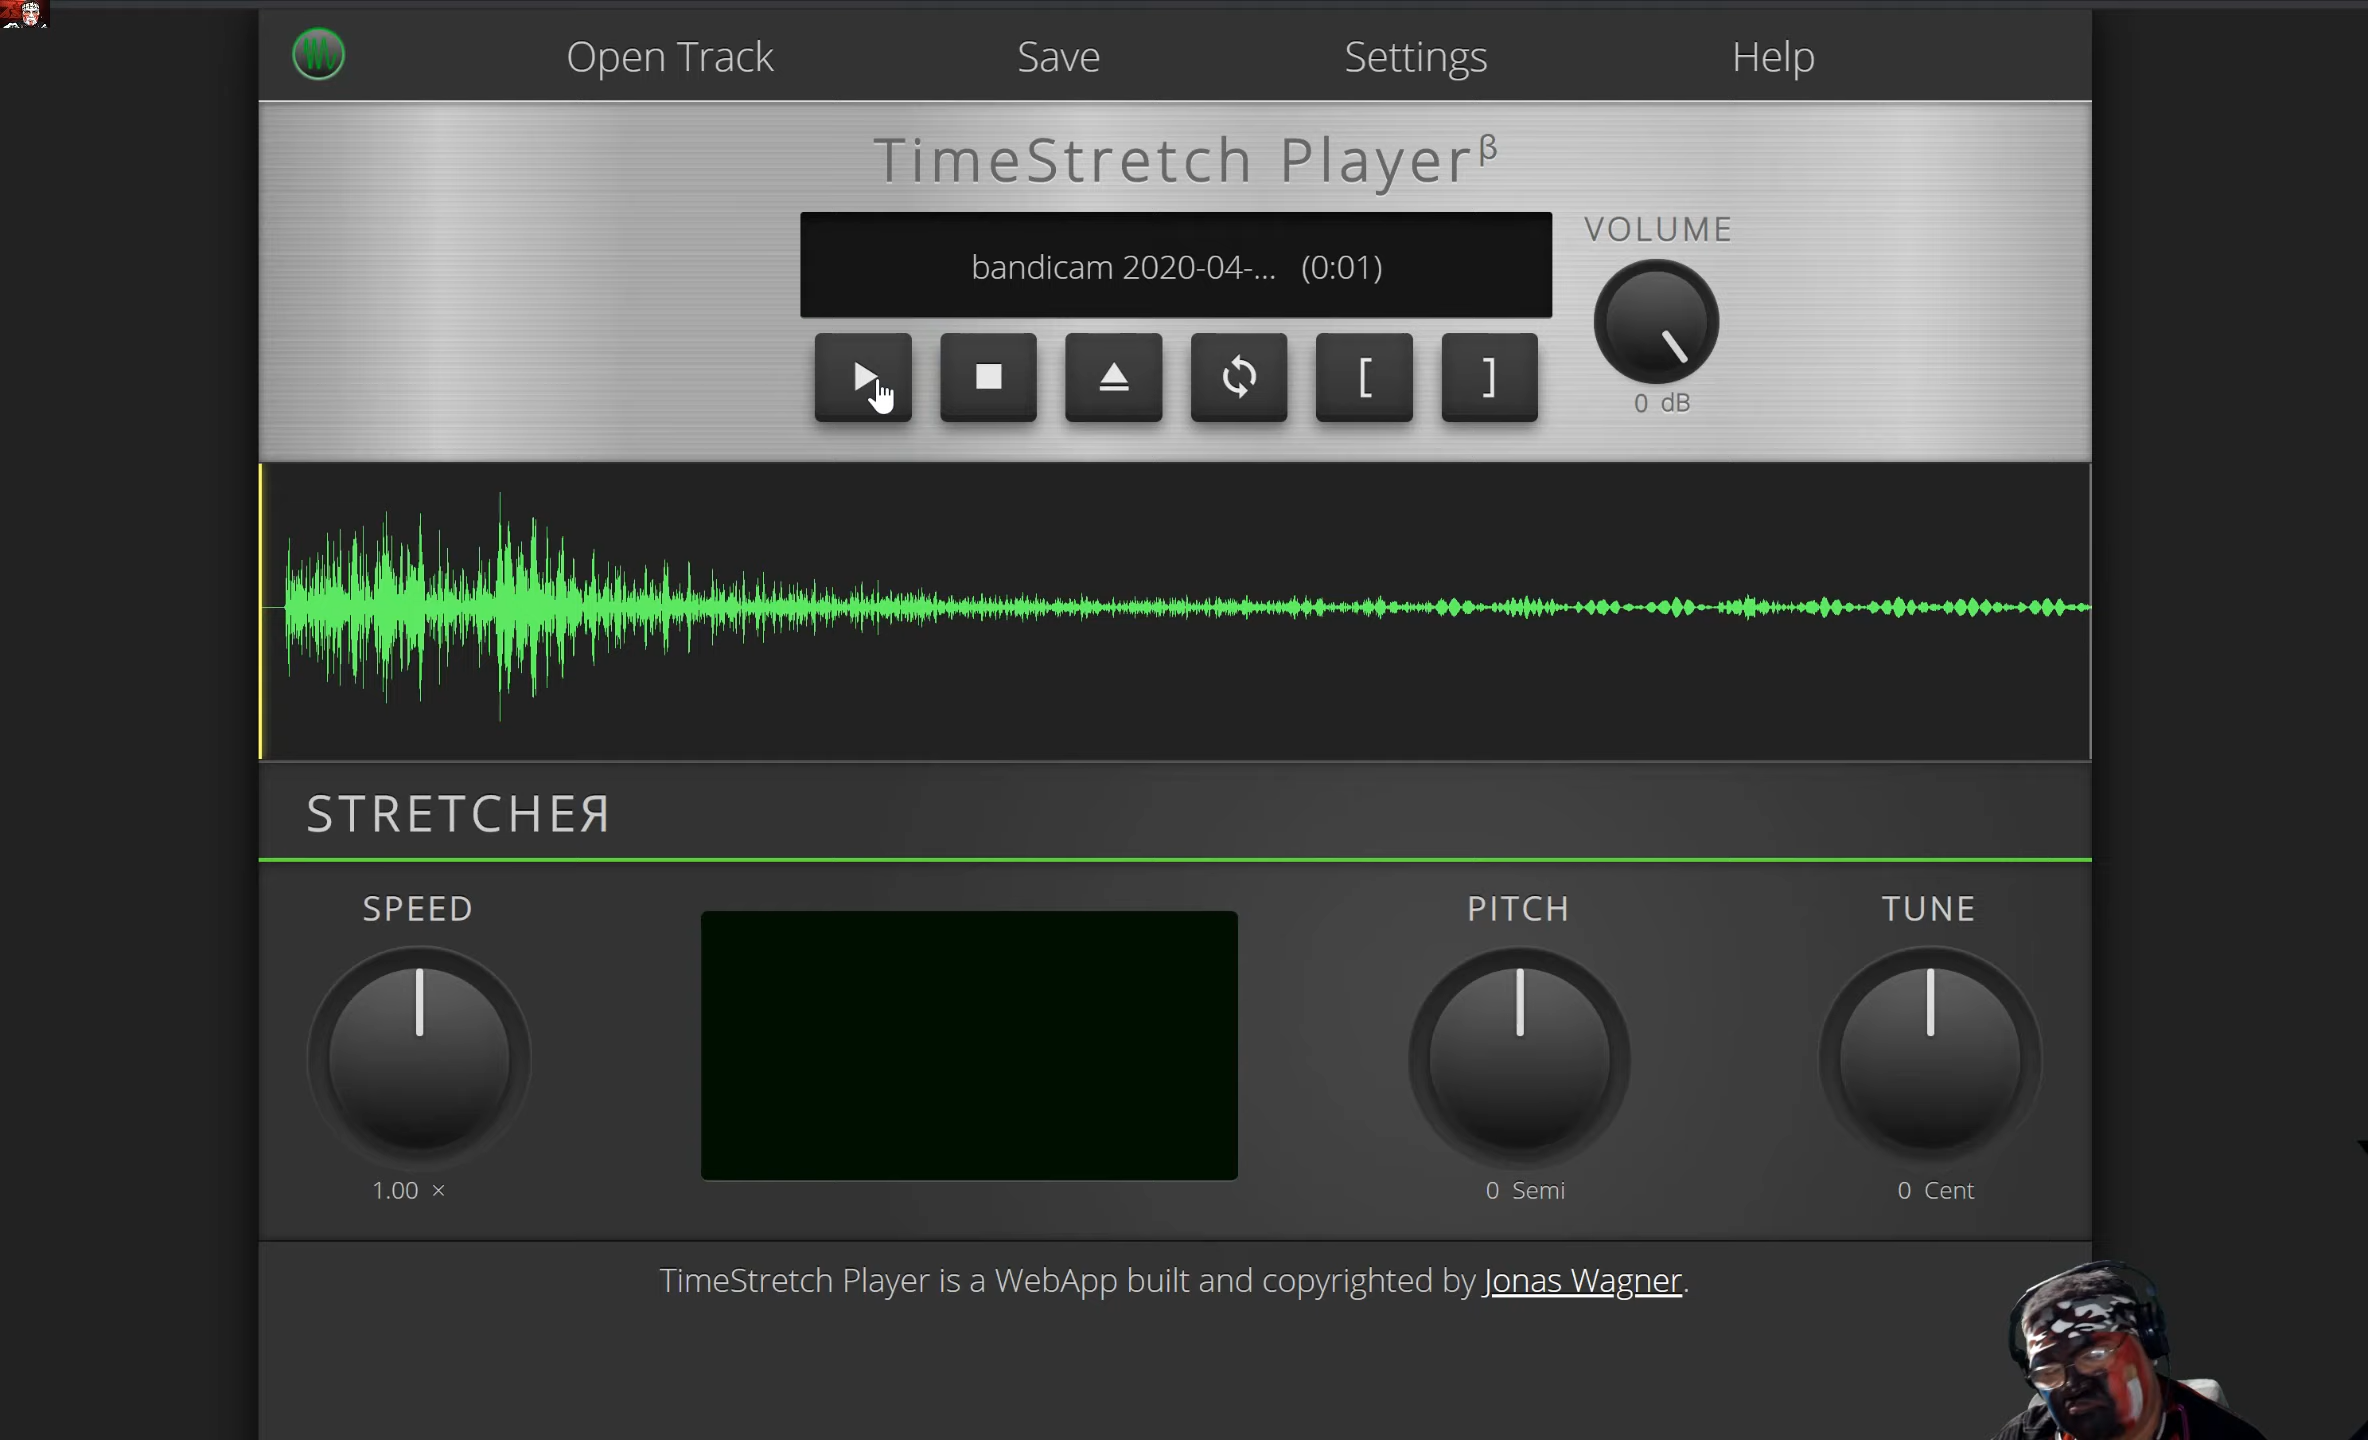 Open Track Save Settings Help
TimeStretch Playerᵝ
bandicam 2020-04-... (0:01)
VOLUME
[ ]
0 dB
STRETCHEЯ
SPEED PITCH TUNE
1.00 × 0 Semi 0 Cent
TimeStretch Player is a WebApp built and copyrighted by Jonas Wagner.